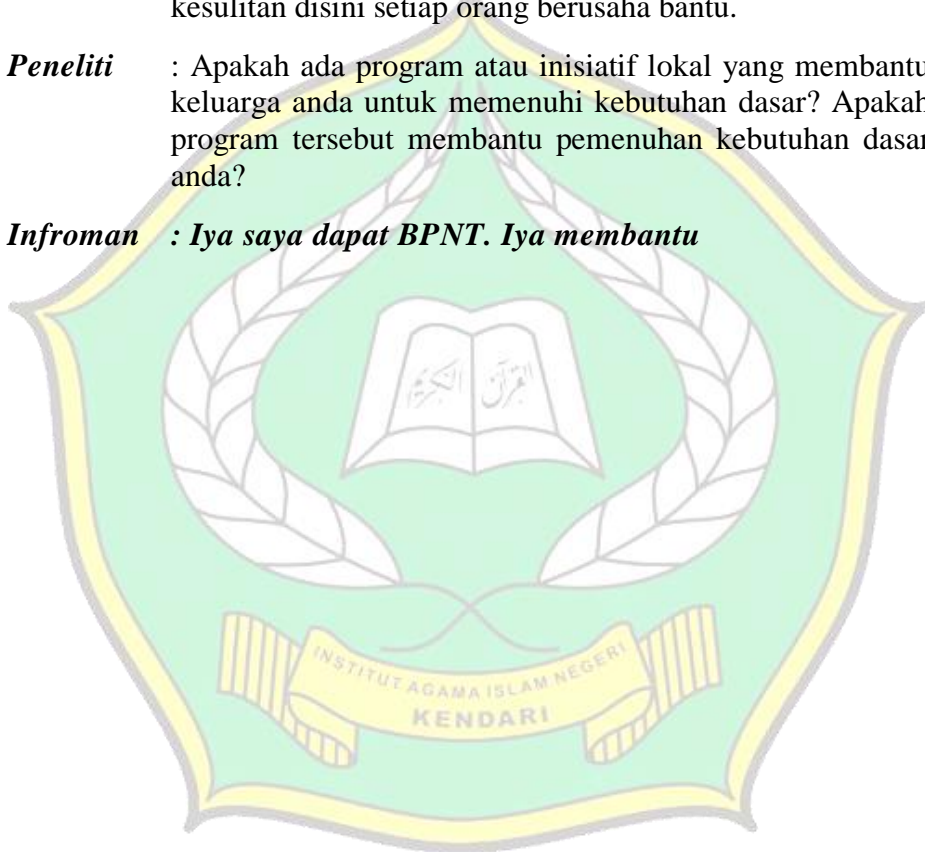 kesulitan disini setiap orang berusaha bantu.
Peneliti : Apakah ada program atau inisiatif lokal yang membantu
keluarga anda untuk memenuhi kebutuhan dasar? Apakah
program tersebut membantu pemenuhan kebutuhan dasar
anda?
Infroman : Iya saya dapat BPNT. Iya membantu
القرآن الكريم
INSTITUT AGAMA ISLAM NEGERI
KENDARI